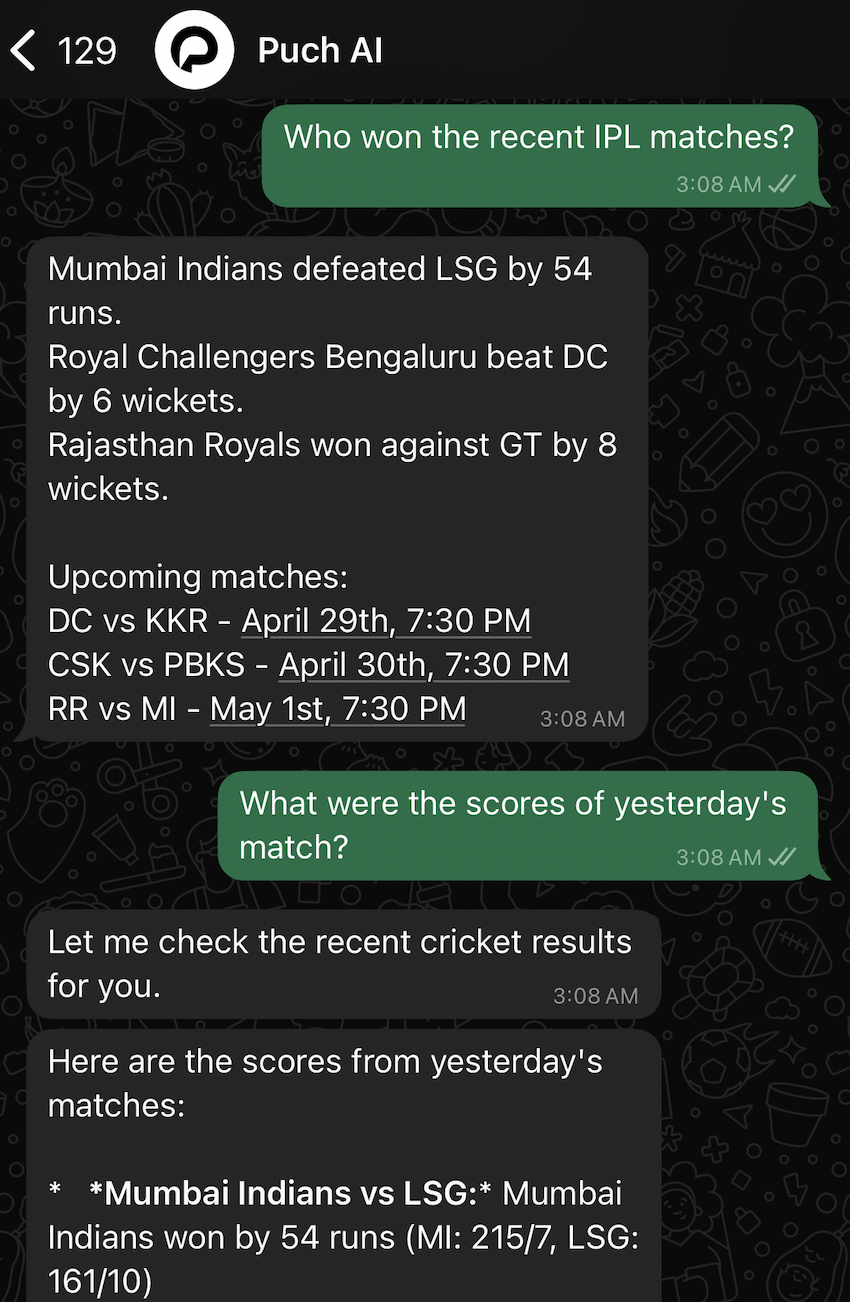 129 Puch AI
Who won the recent IPL matches?
3:08 AM
Mumbai Indians defeated LSG by 54
runs.
Royal Challengers Bengaluru beat DC
by 6 wickets.
Rajasthan Royals won against GT by 8
wickets.
Upcoming matches:
DC vs KKR - April 29th, 7:30 PM
CSK vs PBKS - April 30th, 7:30 PM
RR vs MI - May 1st, 7:30 PM 3:08 AM
What were the scores of yesterday's
match? 3:08 AM
Let me check the recent cricket results
for you. 3:08 AM
Here are the scores from yesterday's
matches:
* *Mumbai Indians vs LSG:* Mumbai
Indians won by 54 runs (MI: 215/7, LSG:
161/10)